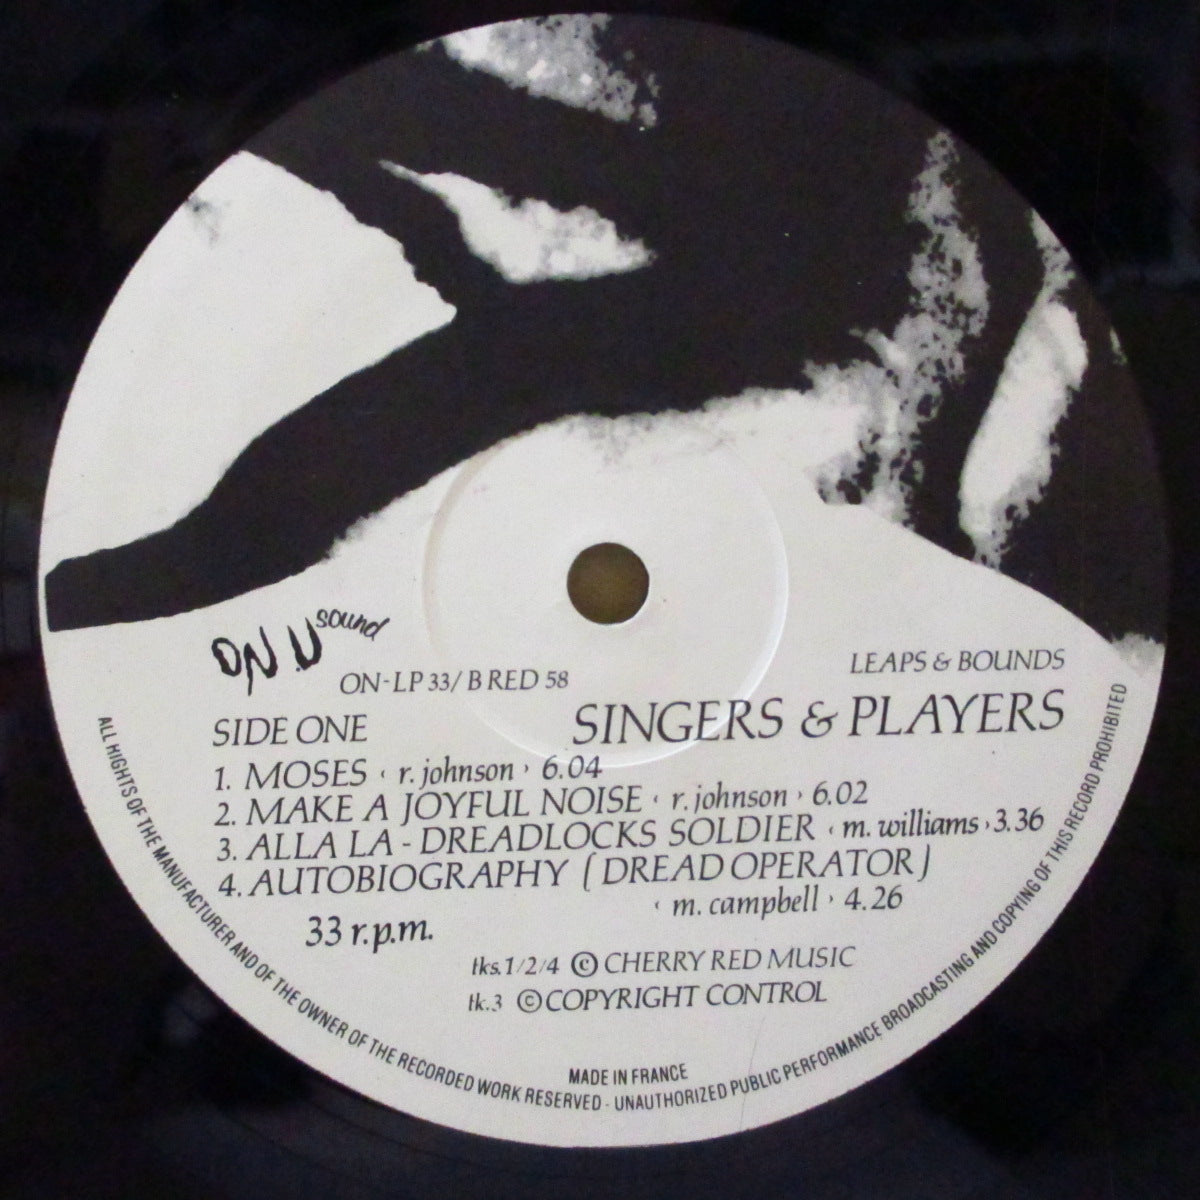 ON.U sound
ON-LP 33/ B RED 58
LEAPS & BOUNDS
SIDE ONE
SINGERS & PLAYERS
1. MOSES ‹ r. johnson › 6.04
2. MAKE A JOYFUL NOISE ‹ r. johnson › 6.02
3. ALLA LA - DREADLOCKS SOLDIER ‹ m. williams › 3.36
4. AUTOBIOGRAPHY (DREAD OPERATOR)
‹ m. campbell › 4.26
33 r.p.m.
tks. 1/2/4 © CHERRY RED MUSIC
tk.3 © COPYRIGHT CONTROL
MADE IN FRANCE
ALL RIGHTS OF THE MANUFACTURER AND OF THE OWNER OF THE RECORDED WORK RESERVED - UNAUTHORIZED PUBLIC PERFORMANCE BROADCASTING AND COPYING OF THIS RECORD PROHIBITED